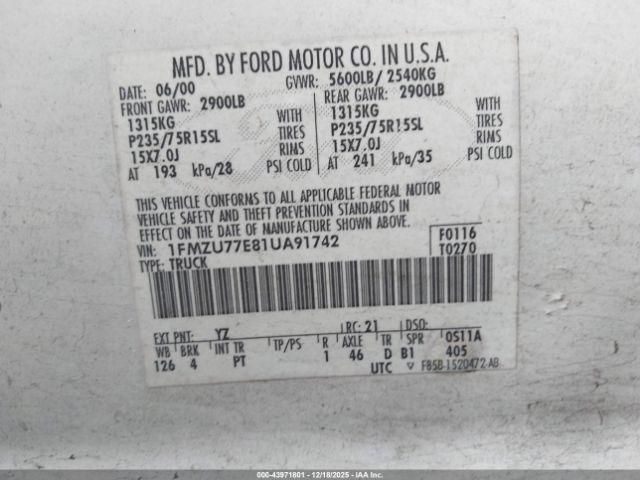 MFD. BY FORD MOTOR CO. IN U.S.A.
DATE: 06/00 GVWR: 5600LB/ 2540KG
FRONT GAWR: 2900LB REAR GAWR: 2900LB
1315KG WITH 1315KG WITH
P235/75R15SL TIRES P235/75R15SL TIRES
15X7.0J RIMS 15X7.0J RIMS
AT 193 kPa/28 PSI COLD AT 241 kPa/35 PSI COLD
THIS VEHICLE CONFORMS TO ALL APPLICABLE FEDERAL MOTOR
VEHICLE SAFETY AND THEFT PREVENTION STANDARDS IN
EFFECT ON THE DATE OF MANUFACTURE SHOWN ABOVE.
VIN: 1FMZU77E81UA91742 F0116
TYPE: TRUCK T0270
EXT PNT: YZ RC: 21 DSO:
WB BRK INT TR TP/PS R AXLE TR SPR 0S11A
126 4 PT 1 46 D B1 405
UTC F85B-1520472-AB
000-43971801 - 12/18/2025 - IAA, Inc.